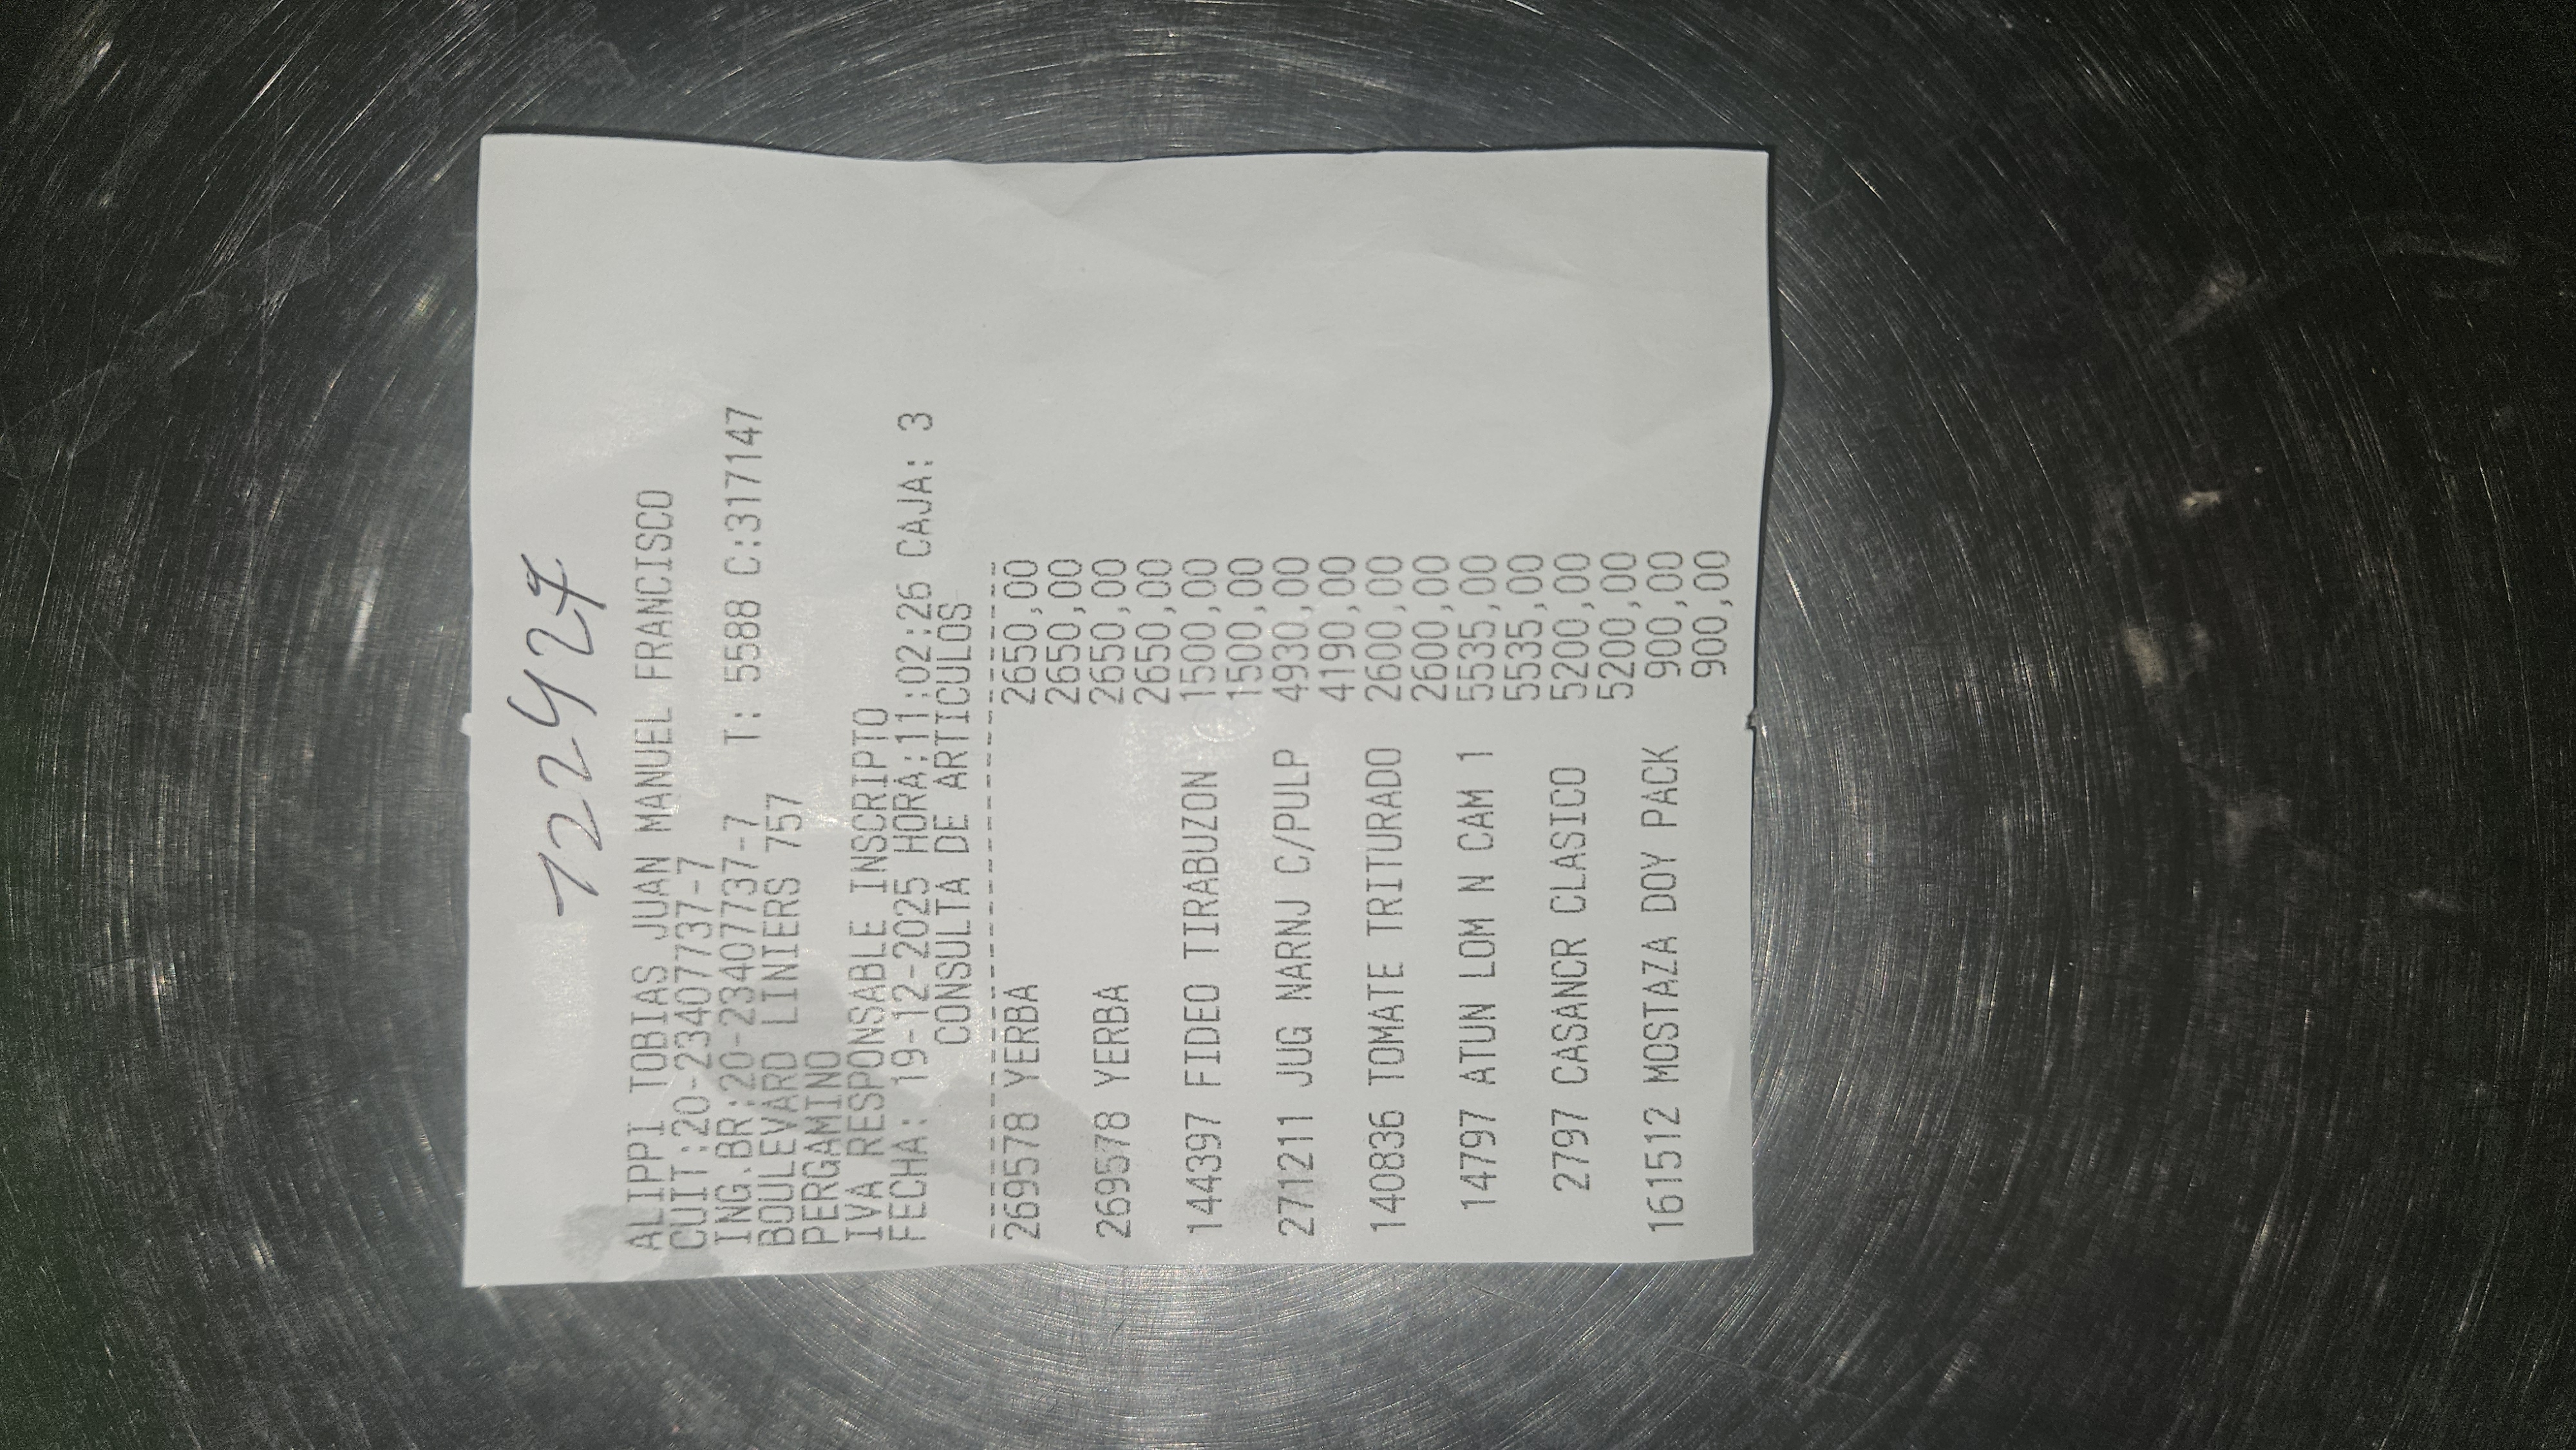 122427
ALIPPI TOBIAS JUAN MANUEL FRANCISCO
CUIT:20-23407737-7
ING.BR:20-23407737-7 T: 5588 C:317147
BOULEVARD LINIERS 757
PERGAMINO
IVA RESPONSABLE INSCRIPTO
FECHA: 19-12-2025 HORA:11:02:26 CAJA: 3
CONSULTA DE ARTICULOS
269578 YERBA 2650,00
2650,00
269578 YERBA 2650,00
2650,00
144397 FIDEO TIRABUZON 1500,00
1500,00
271211 JUG NARNJ C/PULP 4930,00
4190,00
140836 TOMATE TRITURADO 2600,00
2600,00
14797 ATUN LOM N CAM 1 5535,00
5535,00
2797 CASANCR CLASICO 5200,00
5200,00
161512 MOSTAZA DOY PACK 900,00
900,00